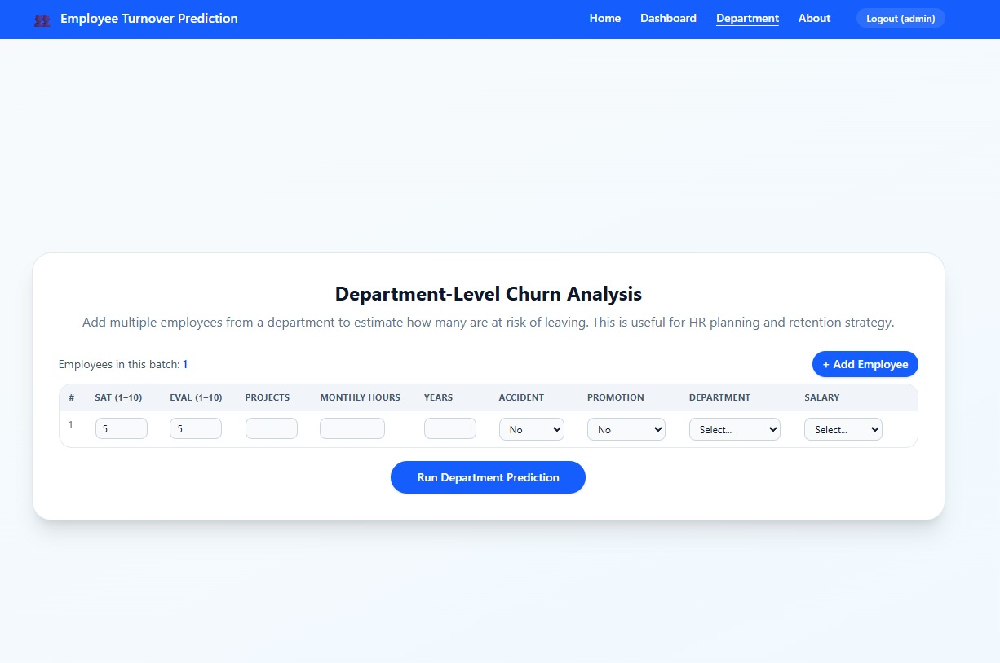 Employee Turnover Prediction Home Dashboard Department About Logout (admin)
Department-Level Churn Analysis
Add multiple employees from a department to estimate how many are at risk of leaving. This is useful for HR planning and retention strategy.
Employees in this batch: 1 + Add Employee
# SAT (1–10) EVAL (1–10) PROJECTS MONTHLY HOURS YEARS ACCIDENT PROMOTION DEPARTMENT SALARY
1 5 5 No No Select... Select...
Run Department Prediction